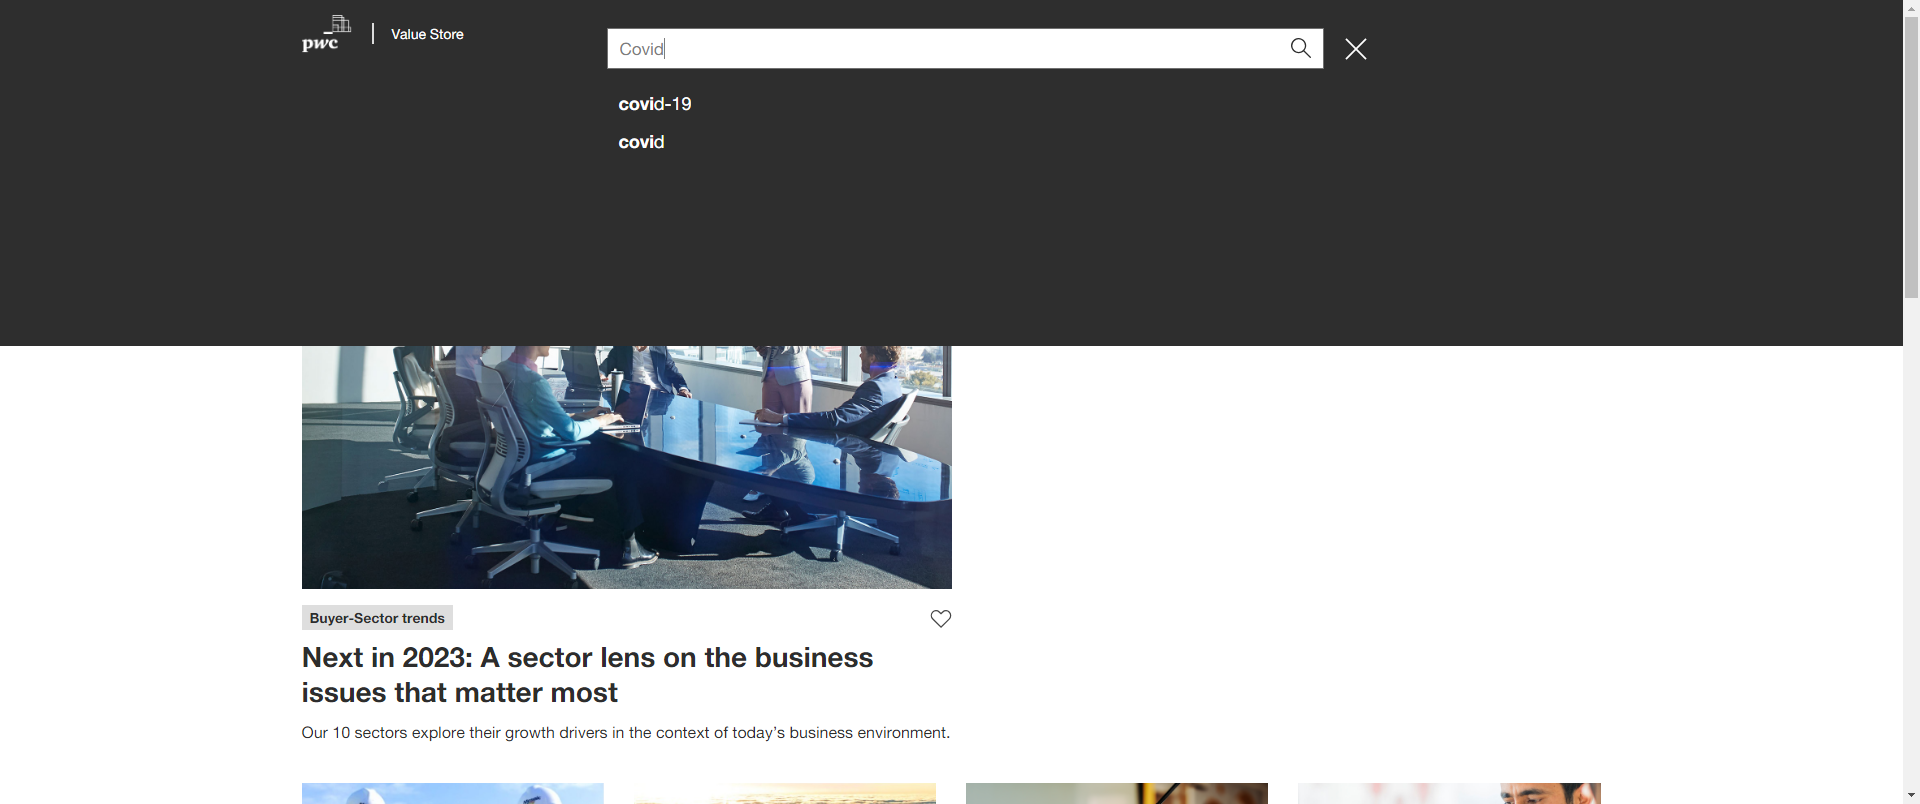 pwc
Value Store
Covid
covid-19
covid
Buyer-Sector trends
Next in 2023: A sector lens on the business
issues that matter most
Our 10 sectors explore their growth drivers in the context of today’s business environment.